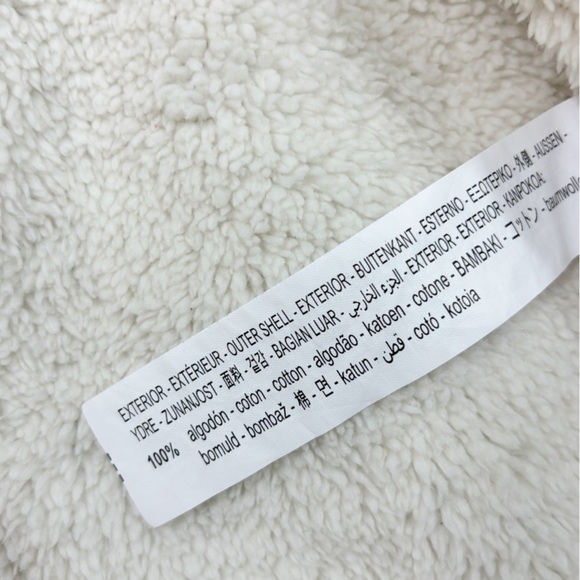 EXTERIOR - EXTÉRIEUR - OUTER SHELL - EXTERIOR - BUITENKANT - ESTERNO - ΕΞΩΤΕΡΙΚΟ - 外側 - AUSSEN -
YDRE - ZUNANJOST - 面料 - 겉감 - BAGIAN LUAR - الجزء الخارجي - EXTERIOR - EXTERIOR - KANPOKOA:
100% algodón - coton - cotton - algodão - katoen - cotone - BAMBAKI - コットン - baumwolle
bomuld - bombaž - 棉 - 면 - katun - قطن - cotó - kotoia